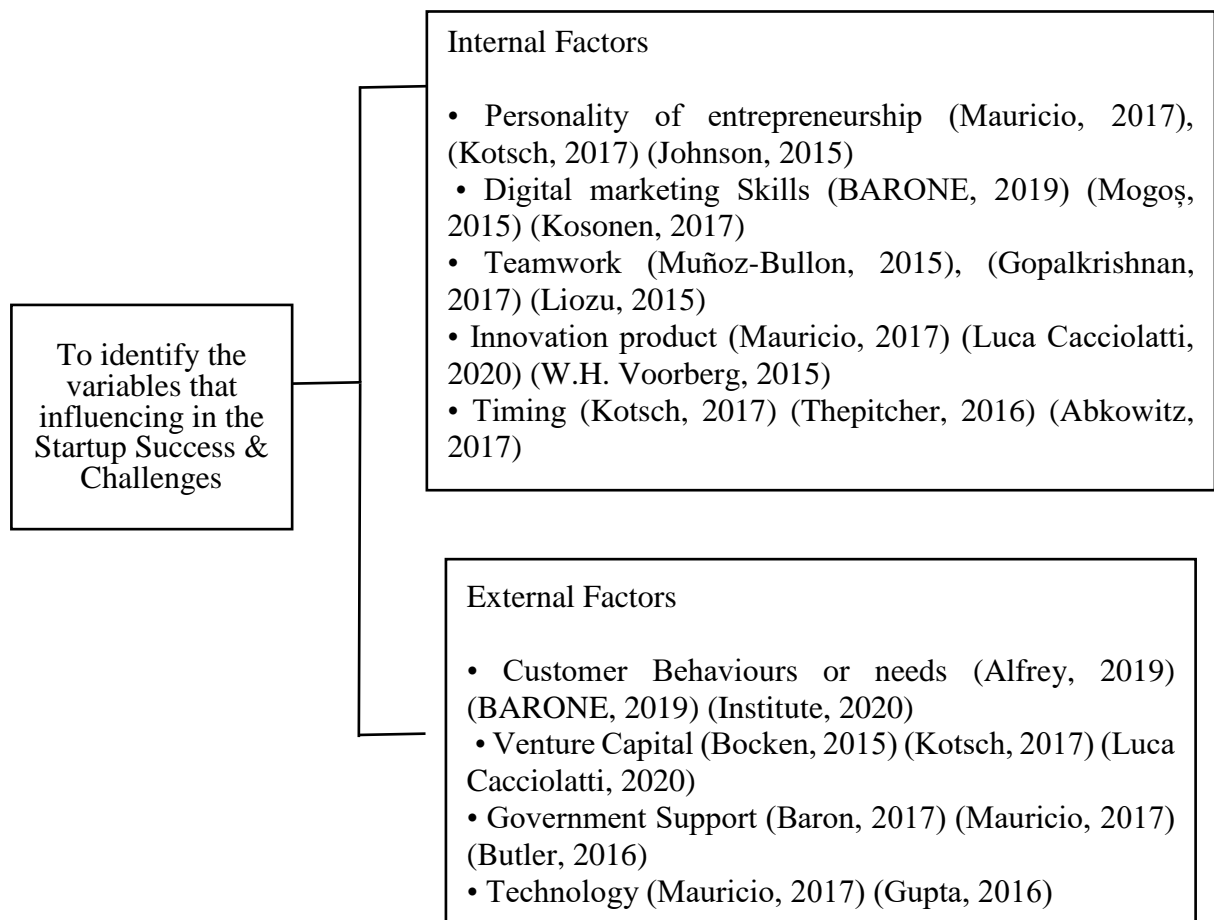 Internal Factors
• Personality of entrepreneurship (Mauricio, 2017),
(Kotsch, 2017) (Johnson, 2015)
• Digital marketing Skills (BARONE, 2019) (Mogoș,
2015) (Kosonen, 2017)
• Teamwork (Muñoz-Bullon, 2015), (Gopalkrishnan,
2017) (Liozu, 2015)
• Innovation product (Mauricio, 2017) (Luca Cacciolatti,
2020) (W.H. Voorberg, 2015)
• Timing (Kotsch, 2017) (Thepitcher, 2016) (Abkowitz,
2017)
To identify the
variables that
influencing in the
Startup Success &
Challenges
External Factors
• Customer Behaviours or needs (Alfrey, 2019)
(BARONE, 2019) (Institute, 2020)
• Venture Capital (Bocken, 2015) (Kotsch, 2017) (Luca
Cacciolatti, 2020)
• Government Support (Baron, 2017) (Mauricio, 2017)
(Butler, 2016)
• Technology (Mauricio, 2017) (Gupta, 2016)